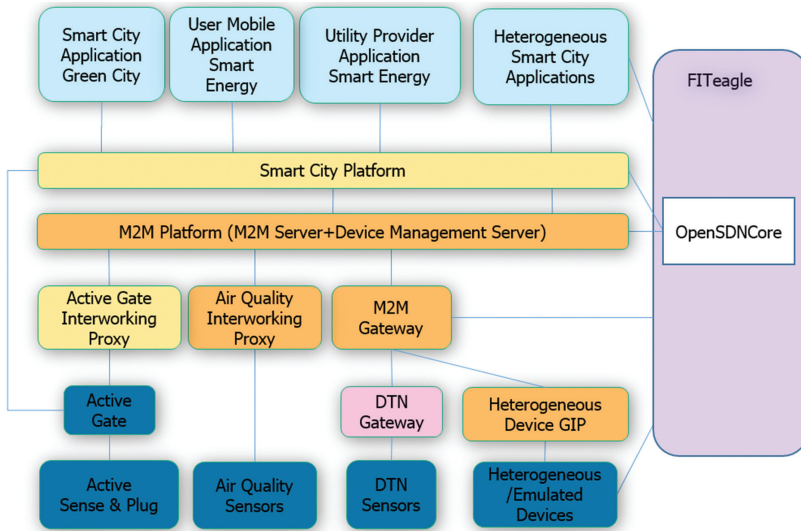 Smart City
Application
Green City
User Mobile
Application
Smart
Energy
Utility Provider
Application
Smart Energy
Heterogeneous
Smart City
Applications
FITeagle
Smart City Platform
M2M Platform (M2M Server+Device Management Server)
OpenSDNCore
Active Gate
Interworking
Proxy
Air Quality
Interworking
Proxy
M2M
Gateway
Active
Gate
DTN
Gateway
Heterogeneous
Device GIP
Active
Sense & Plug
Air Quality
Sensors
DTN
Sensors
Heterogeneous
/Emulated
Devices